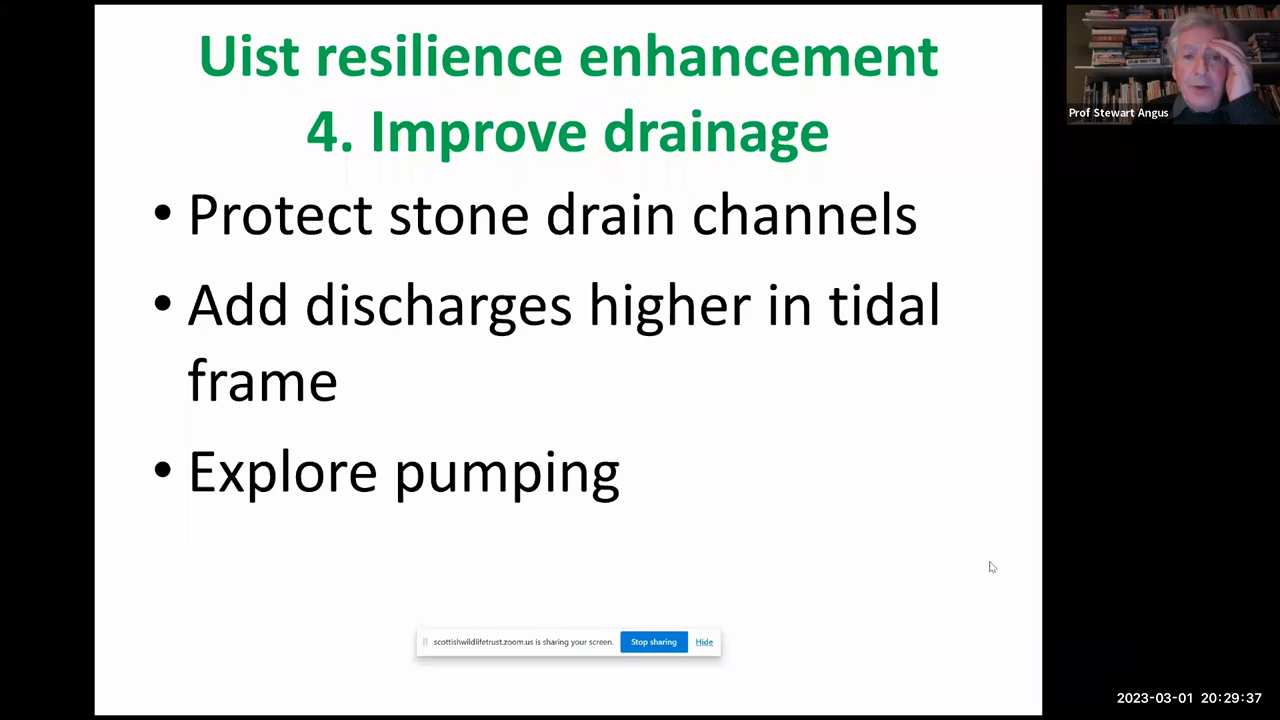 Uist resilience enhancement
4. Improve drainage
• Protect stone drain channels
• Add discharges higher in tidal
frame
• Explore pumping
Prof Stewart Angus
scottishwildlifetrust.zoom.us is sharing your screen. Stop sharing Hide
2023-03-01 20:29:37